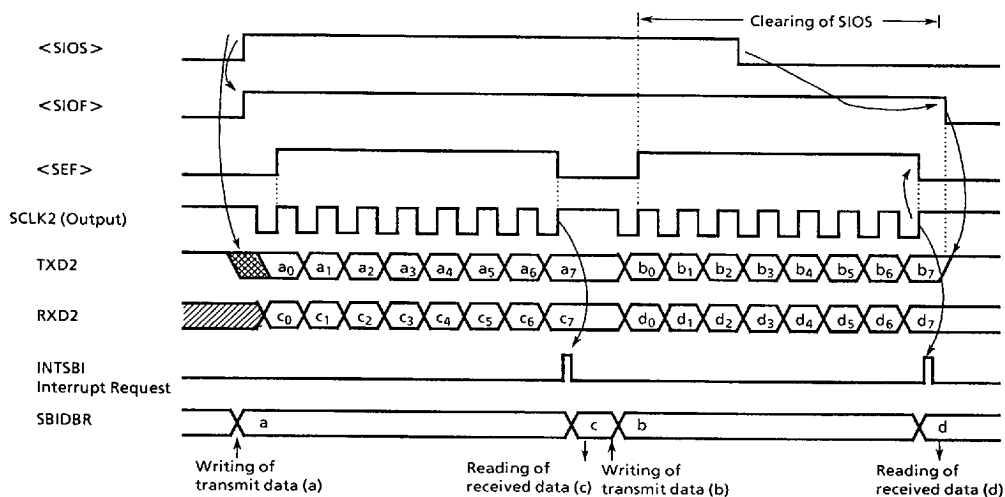 Clearing of SIOS
<SIOS>
<SIOF>
<SEF>
SCLK2 (Output)
TXD2
a0 a1 a2 a3 a4 a5 a6 a7 b0 b1 b2 b3 b4 b5 b6 b7
RXD2
c0 c1 c2 c3 c4 c5 c6 c7 d0 d1 d2 d3 d4 d5 d6 d7
INTSBI
Interrupt Request
SBIDBR
a c b d
Writing of
transmit data (a)
Reading of
received data (c)
Writing of
transmit data (b)
Reading of
received data (d)